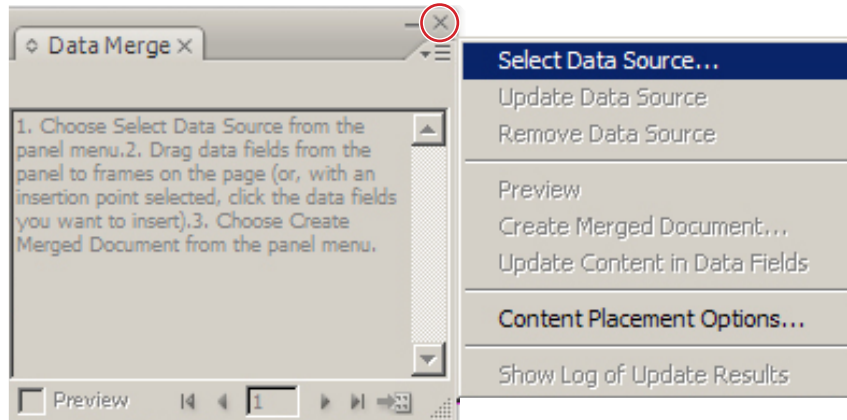 Data Merge
1. Choose Select Data Source from the
panel menu.2. Drag data fields from the
panel to frames on the page (or, with an
insertion point selected, click the data fields
you want to insert).3. Choose Create
Merged Document from the panel menu.
Preview
1
Select Data Source...
Update Data Source
Remove Data Source
Preview
Create Merged Document...
Update Content in Data Fields
Content Placement Options...
Show Log of Update Results